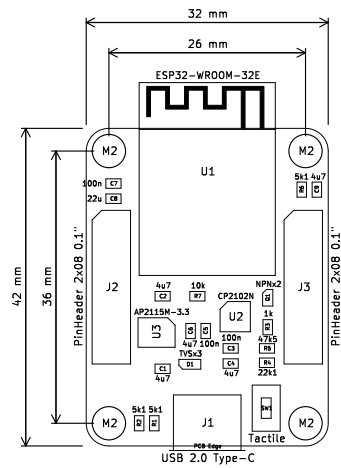 32 mm
26 mm
ESP32-WROOM-32E
M2
M2
U1
100n C7
22u C8
5k1 4u7
R6 C9
PinHeader 2x08 0.1"
J2
J3
PinHeader 2x08 0.1"
42 mm
36 mm
4u7
C2
10k
R7
NPNx2
Q1
AP2115M-3.3
CP2102N
U3
U2
1k
R3
C6 C5
4u7 100n
47k5
R5
100n
C3
TVSx3
D1
C1
4u7
C4
4u7
R4
22k1
5k1 5k1
R2 R1
M2
J1
SW1
M2
PCB Edge
Tactile
USB 2.0 Type-C